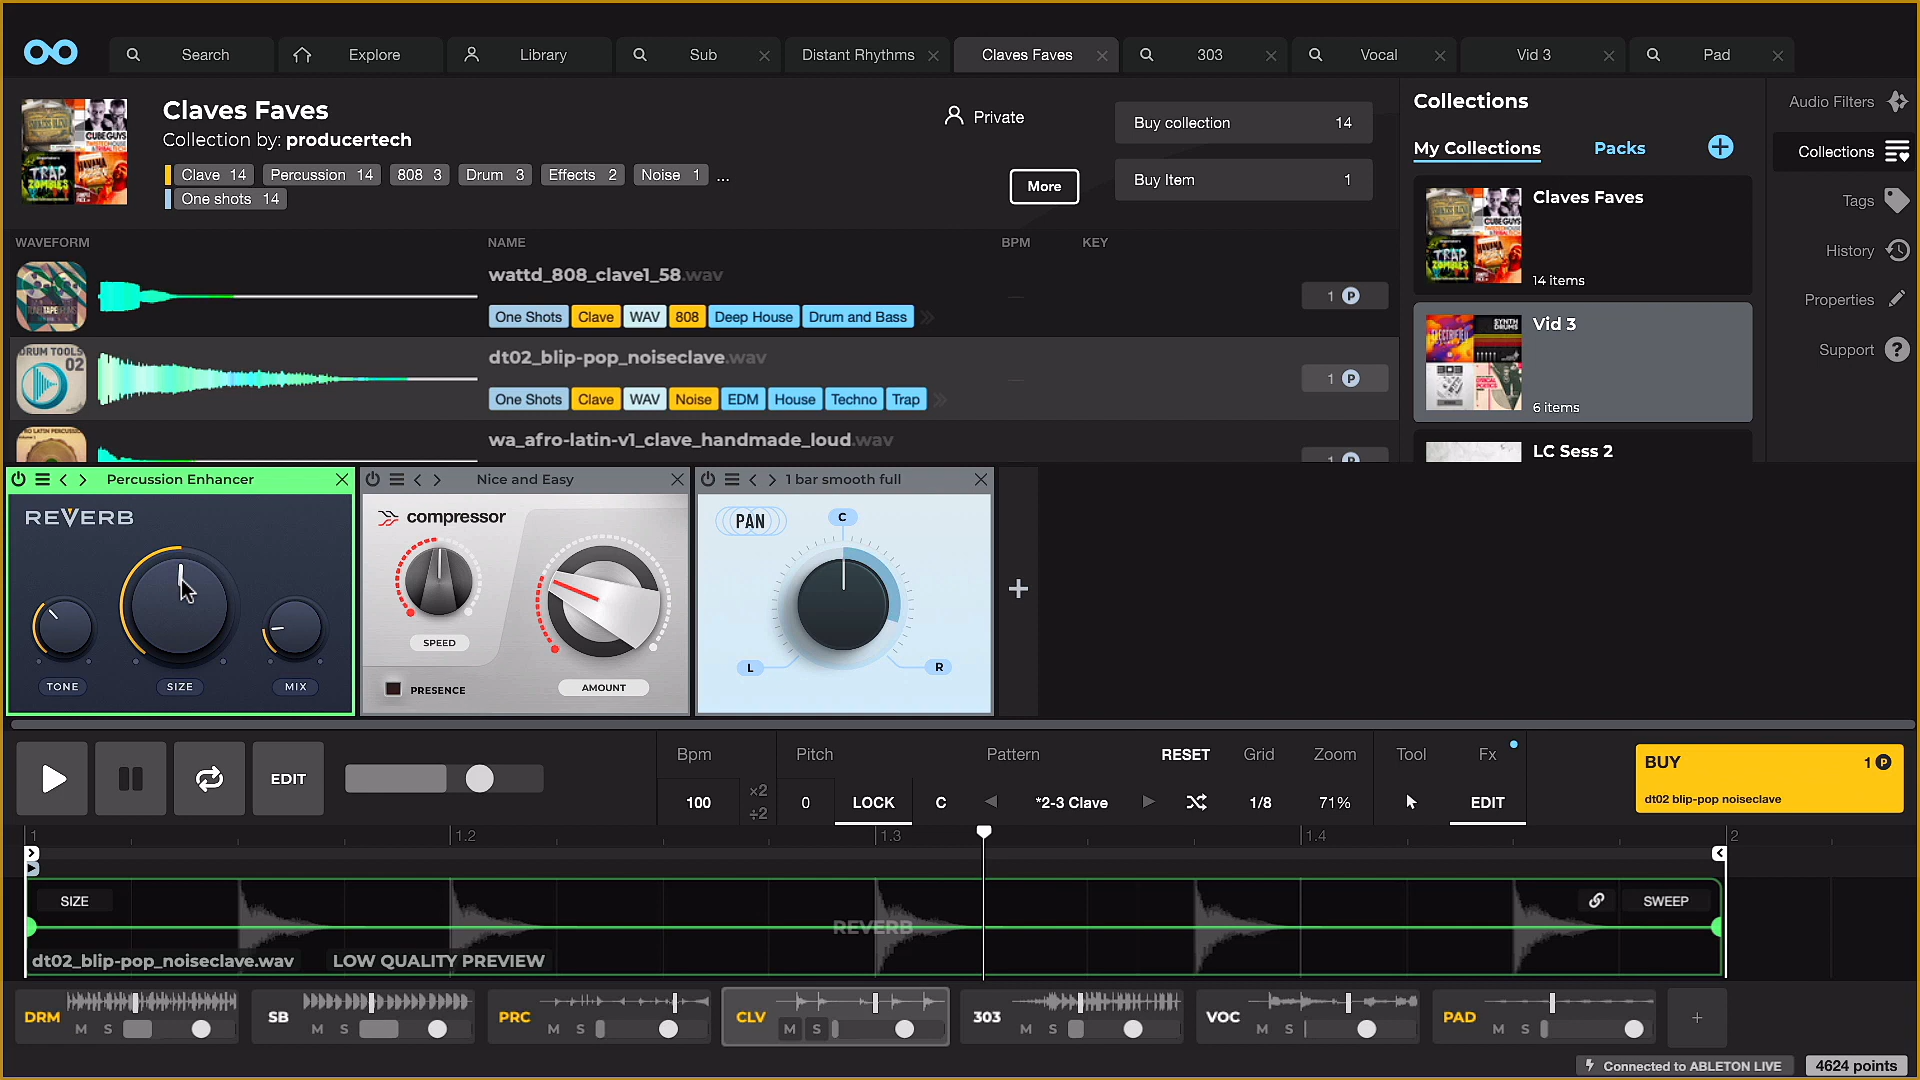 Search
Explore
Library
Sub
Distant Rhythms
Claves Faves
303
Vocal
Vid 3
Pad
Claves Faves
Collection by: producertech
Clave 14
Percussion 14
808 3
Drum 3
Effects 2
Noise 1
...
One shots 14
Private
More
Buy collection 14
Buy Item 1
WAVEFORM
NAME
BPM
KEY
wattd_808_clave1_58.wav
One Shots
Clave
WAV
808
Deep House
Drum and Bass
1 P
DRUM TOOLS
02
dt02_blip-pop_noiseclave.wav
One Shots
Clave
WAV
Noise
EDM
House
Techno
Trap
1 P
wa_afro-latin-v1_clave_handmade_loud.wav
1 P
Collections
My Collections
Packs
Claves Faves
14 items
Vid 3
6 items
LC Sess 2
Audio Filters
Collections
Tags
History
Properties
Support
Percussion Enhancer
REVERB
TONE
SIZE
MIX
Nice and Easy
compressor
SPEED
PRESENCE
AMOUNT
1 bar smooth full
PAN
C
L
R
EDIT
Bpm
100
×2
÷2
Pitch
0
LOCK
C
Pattern
*2-3 Clave
RESET
Grid
1/8
Zoom
71%
Tool
Fx
EDIT
BUY 1 P
dt02 blip-pop noiseclave
1
1.2
1.3
1.4
2
SIZE
REVERB
SWEEP
dt02_blip-pop_noiseclave.wav
LOW QUALITY PREVIEW
DRM
M S
SB
M S
PRC
M S
CLV
M S
303
M S
VOC
M S
PAD
M S
Connected to ABLETON LIVE
4624 points